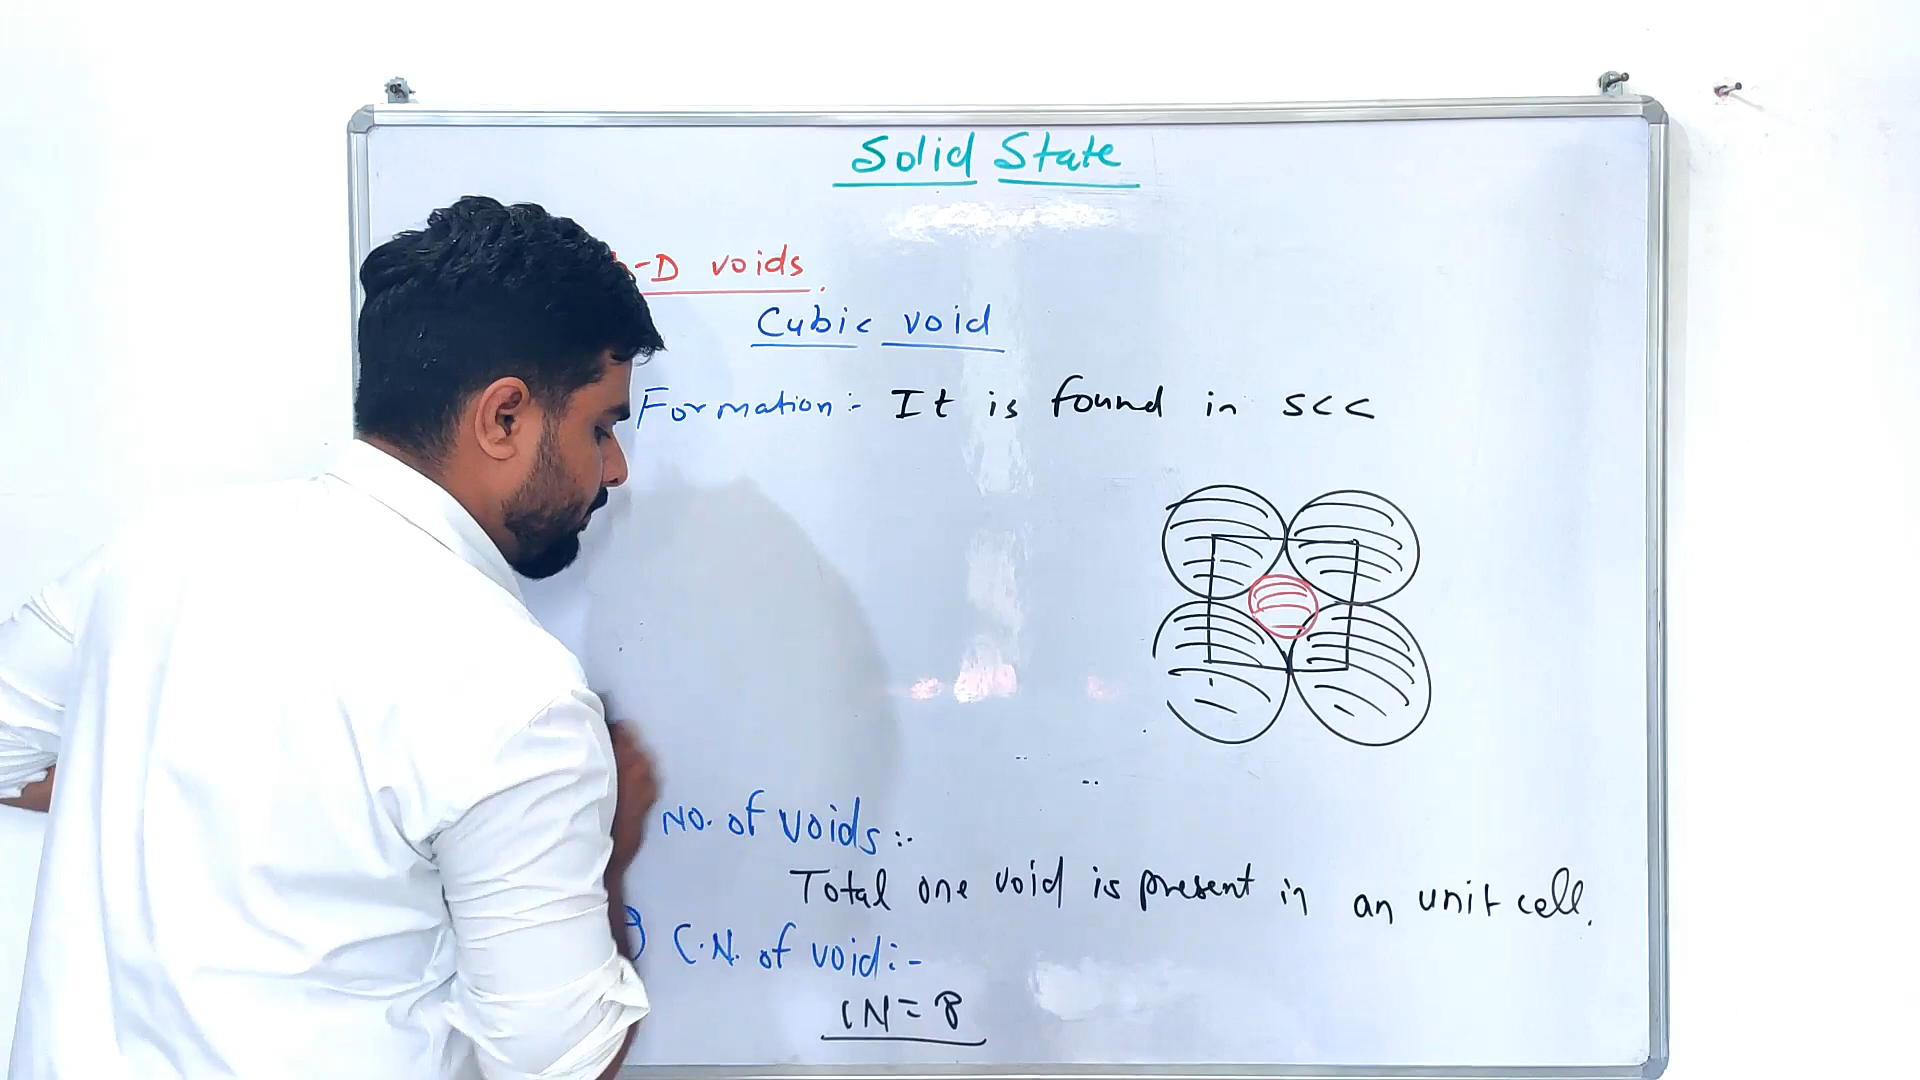 Solid State
-D voids.
Cubic void
Formation:- It is found in SCC
No. of voids:-
Total one void is present in an unit cell.
) C.N. of void:-
CN = 8